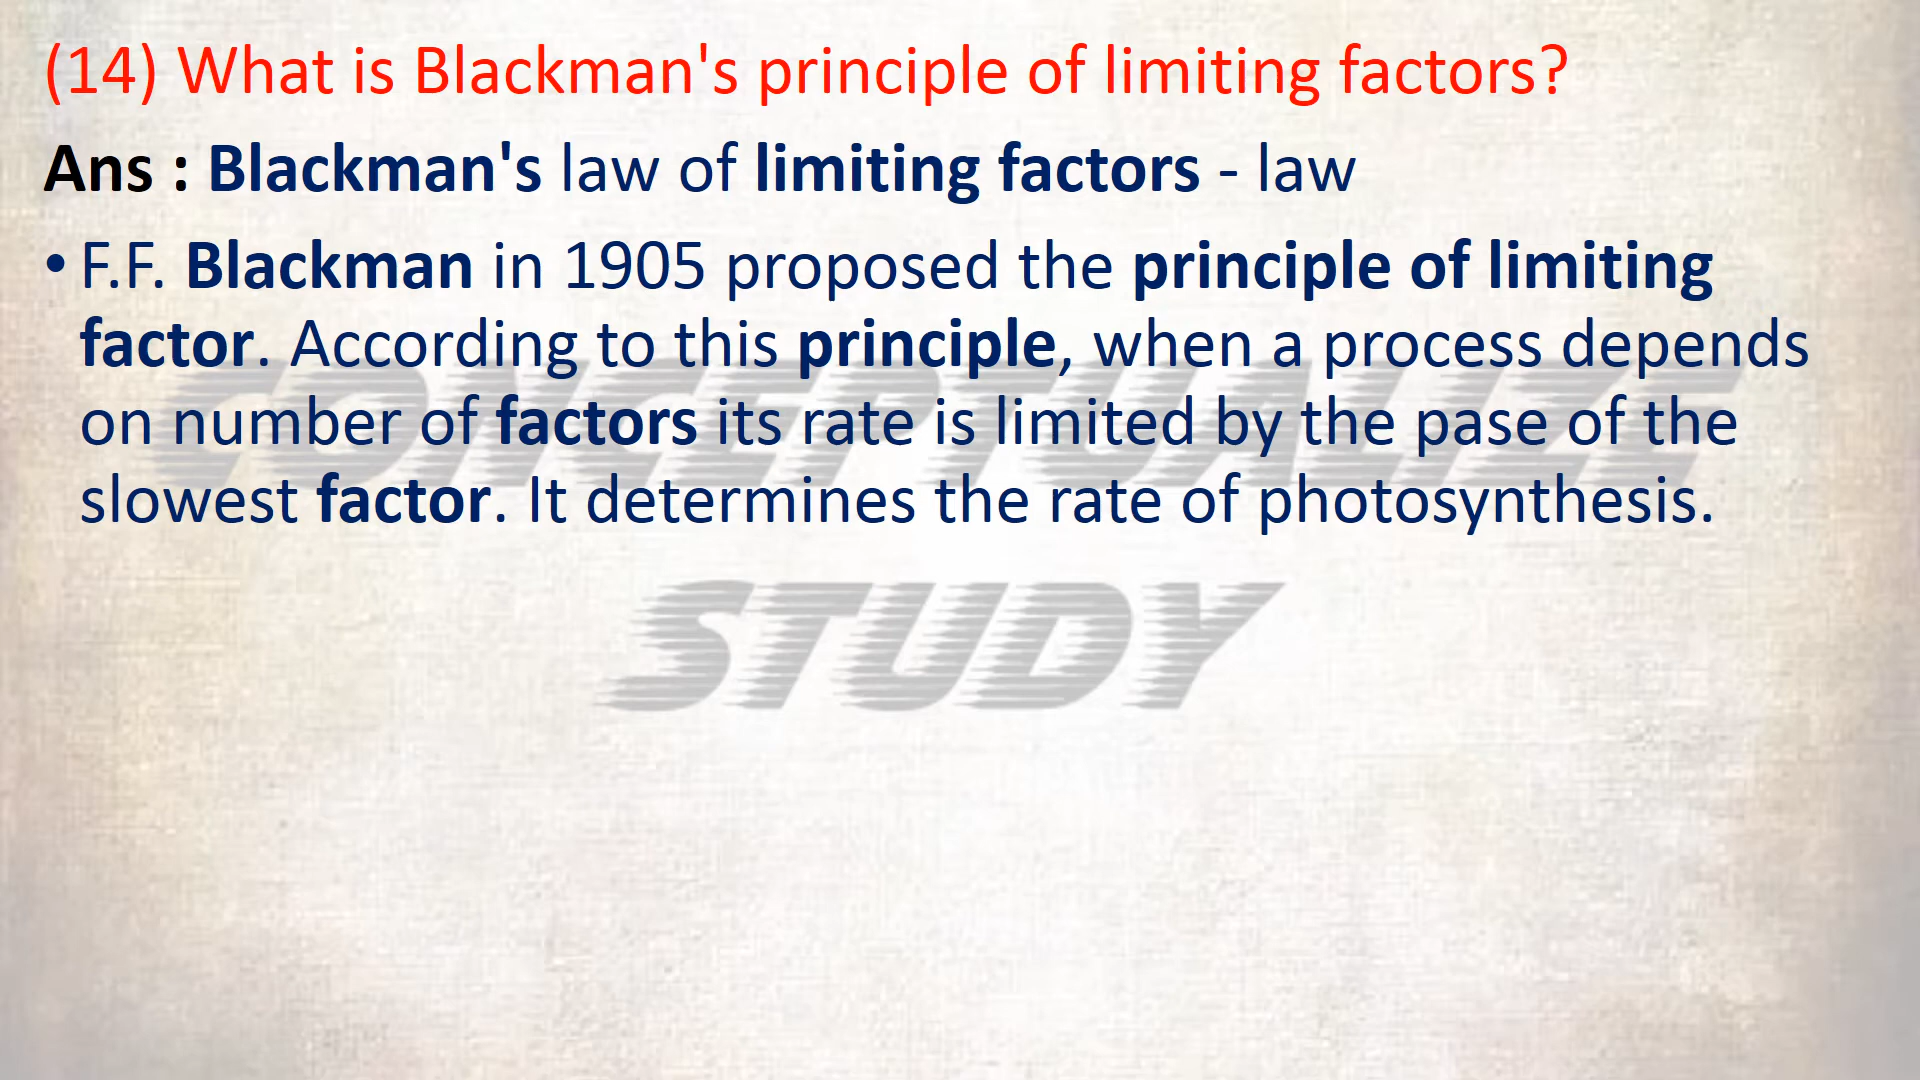 (14) What is Blackman's principle of limiting factors?
Ans : Blackman's law of limiting factors - law
• F.F. Blackman in 1905 proposed the principle of limiting
factor. According to this principle, when a process depends
on number of factors its rate is limited by the pase of the
slowest factor. It determines the rate of photosynthesis.
CONCEPTUALIZE
STUDY